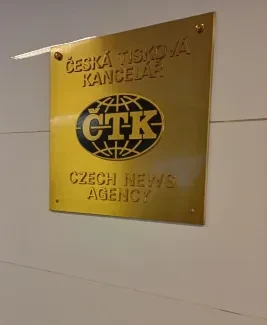 ČESKÁ TISKOVÁ
KANCELÁŘ
ČTK
CZECH NEWS
AGENCY